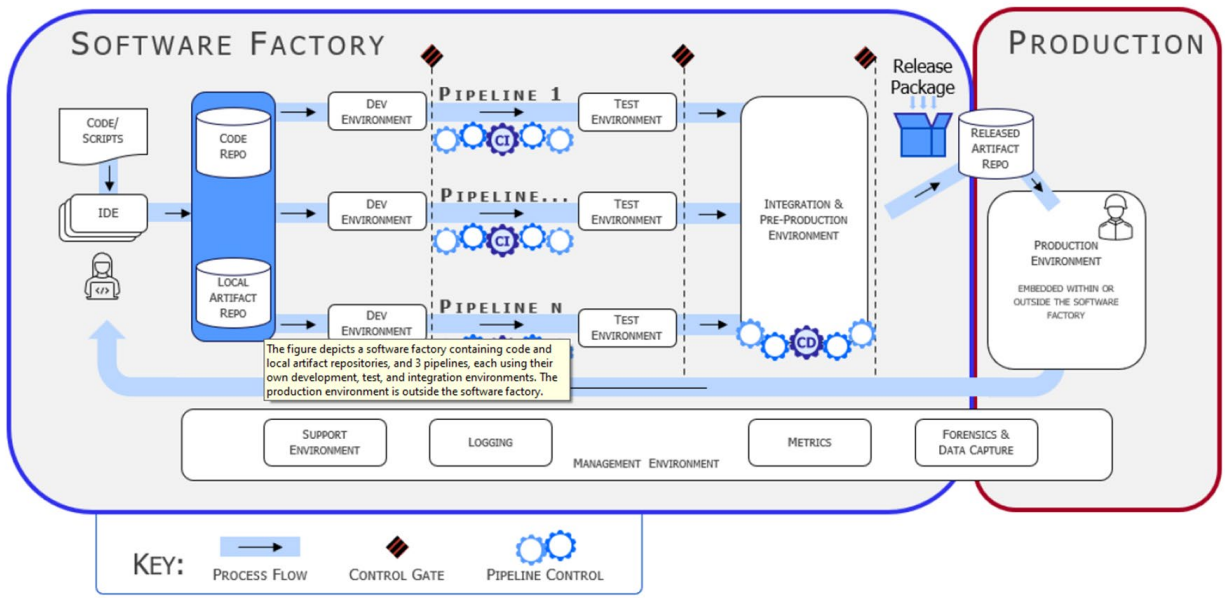 SOFTWARE FACTORY
PRODUCTION
CODE/
SCRIPTS
IDE
CODE
REPO
LOCAL
ARTIFACT
REPO
DEV
ENVIRONMENT
PIPELINE 1
CI
TEST
ENVIRONMENT
DEV
ENVIRONMENT
PIPELINE...
CI
TEST
ENVIRONMENT
DEV
ENVIRONMENT
PIPELINE N
TEST
ENVIRONMENT
INTEGRATION &
PRE-PRODUCTION
ENVIRONMENT
CD
Release
Package
RELEASED
ARTIFACT
REPO
PRODUCTION
ENVIRONMENT
EMBEDDED WITHIN OR
OUTSIDE THE SOFTWARE
FACTORY
</>
The figure depicts a software factory containing code and
local artifact repositories, and 3 pipelines, each using their
own development, test, and integration environments. The
production environment is outside the software factory.
SUPPORT
ENVIRONMENT
LOGGING
MANAGEMENT ENVIRONMENT
METRICS
FORENSICS &
DATA CAPTURE
KEY:
PROCESS FLOW
CONTROL GATE
PIPELINE CONTROL